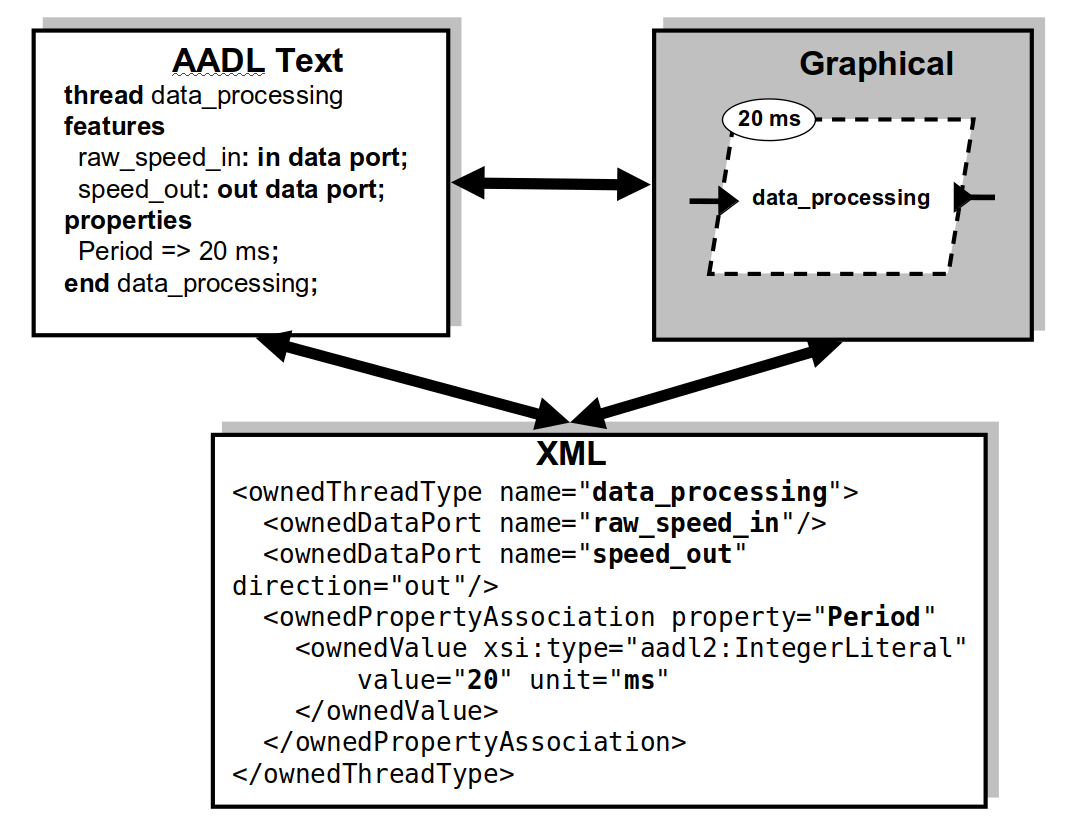 AADL Text
thread data_processing
features
raw_speed_in: in data port;
speed_out: out data port;
properties
Period => 20 ms;
end data_processing;
Graphical
20 ms
data_processing
XML
<ownedThreadType name="data_processing">
<ownedDataPort name="raw_speed_in"/>
<ownedDataPort name="speed_out"
direction="out"/>
<ownedPropertyAssociation property="Period"
<ownedValue xsi:type="aadl2:IntegerLiteral"
value="20" unit="ms"
</ownedValue>
</ownedPropertyAssociation>
</ownedThreadType>